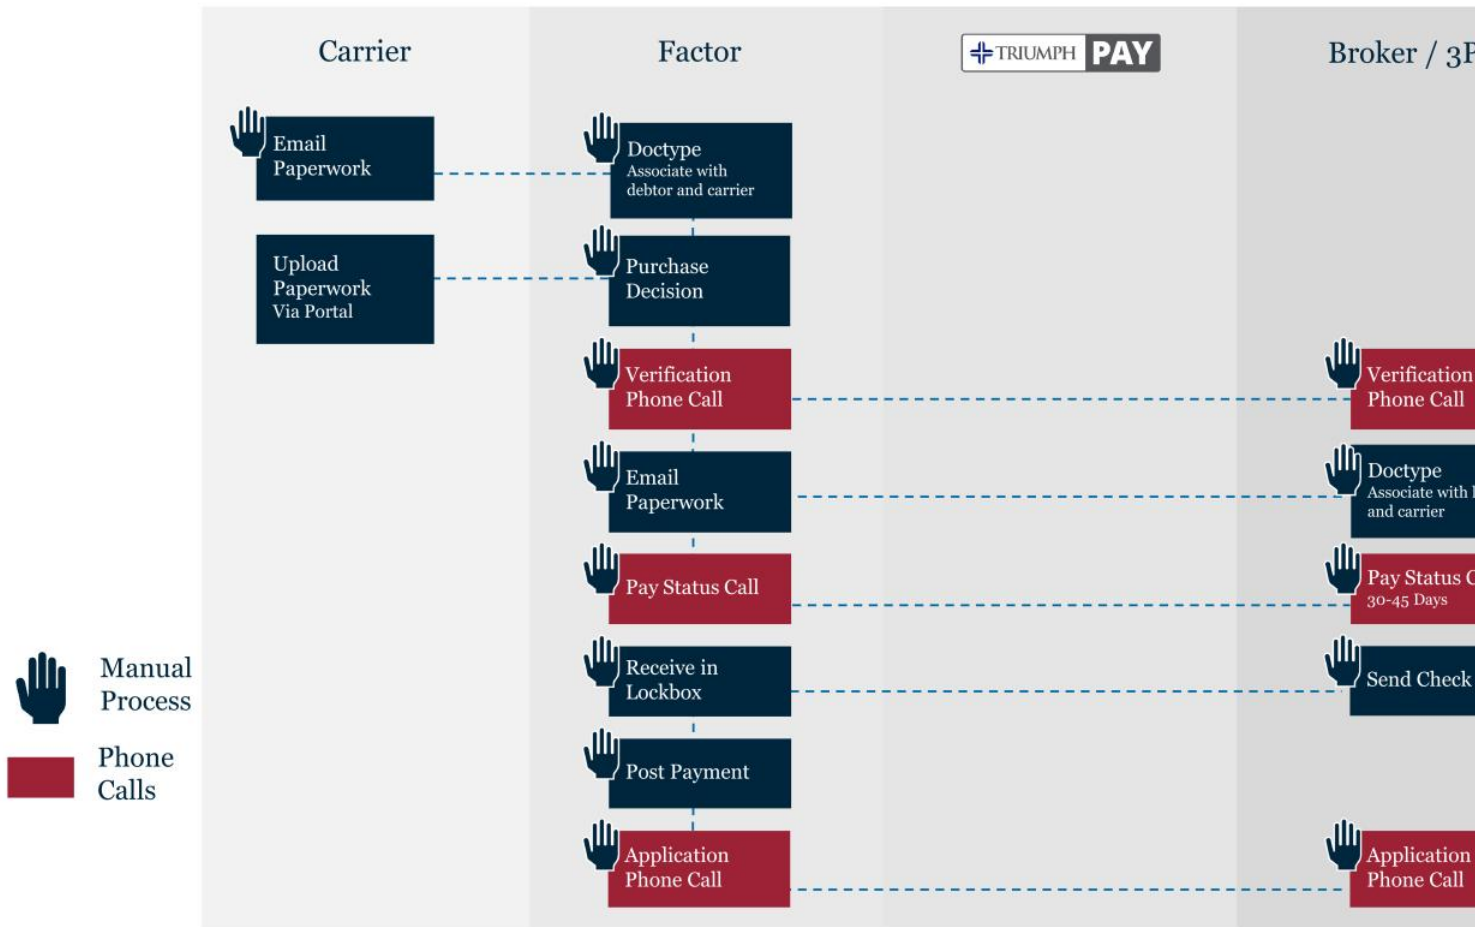 Carrier
Factor
TRIUMPH PAY
Broker / 3P
Email
Paperwork
Upload
Paperwork
Via Portal
Doctype
Associate with
debtor and carrier
Purchase
Decision
Verification
Phone Call
Email
Paperwork
Pay Status Call
Receive in
Lockbox
Post Payment
Application
Phone Call
Verification
Phone Call
Doctype
Associate with
and carrier
Pay Status
30-45 Days
Send Check
Application
Phone Call
Manual
Process
Phone
Calls